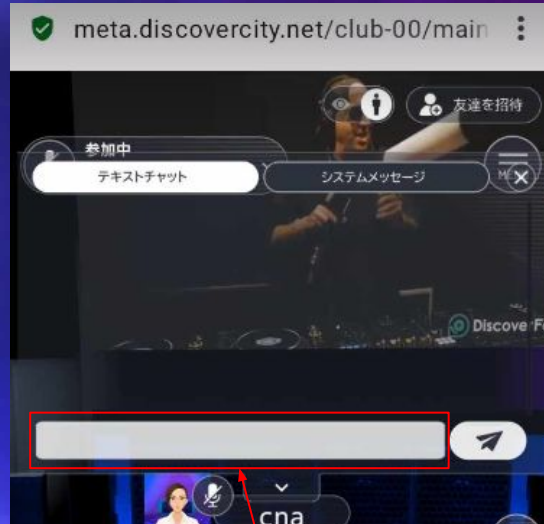 meta.discovercity.net/club-00/main
友達を招待
参加中
テキストチャット
システムメッセージ
Discover
cna